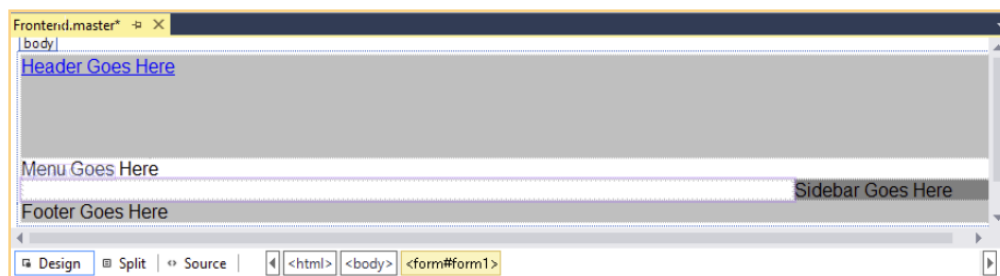 Frontend.master*
body
Header Goes Here
Menu Goes Here
Sidebar Goes Here
Footer Goes Here
Design Split Source <html> <body> <form#form1>